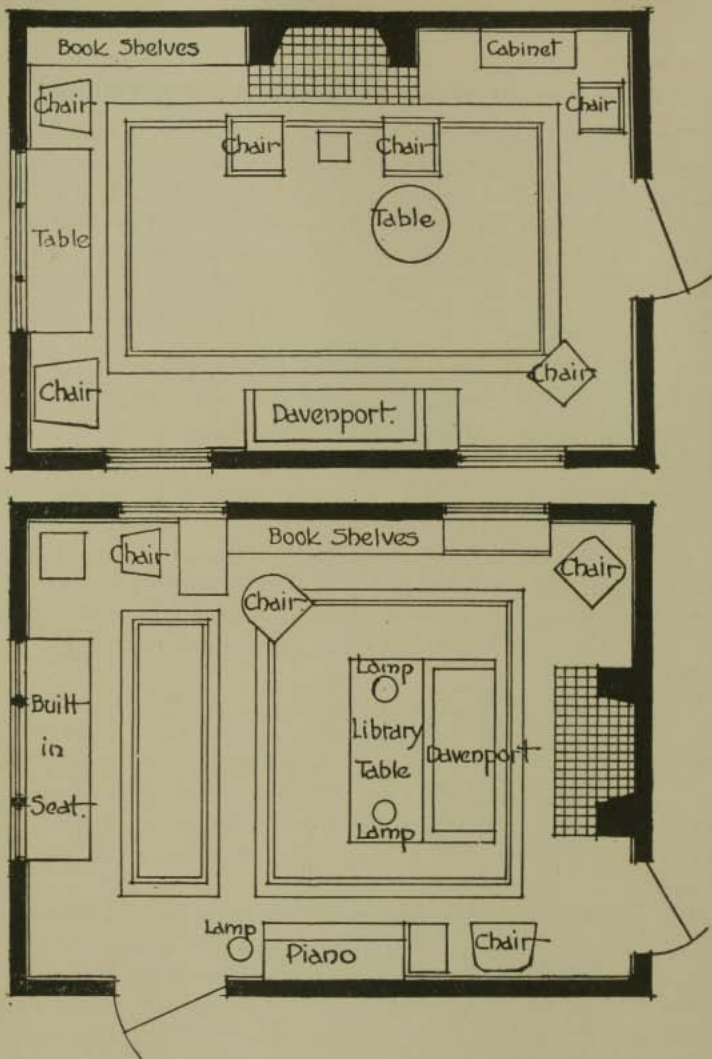 Book Shelves
Cabinet
Chair
Chair
Chair
Chair
Table
Table
Chair
Chair
Davenport.
Book Shelves
Chair
Chair
Chair
Lamp
Built
in
Seat.
Library
Table
Davenport
Lamp
Lamp
Piano
Chair